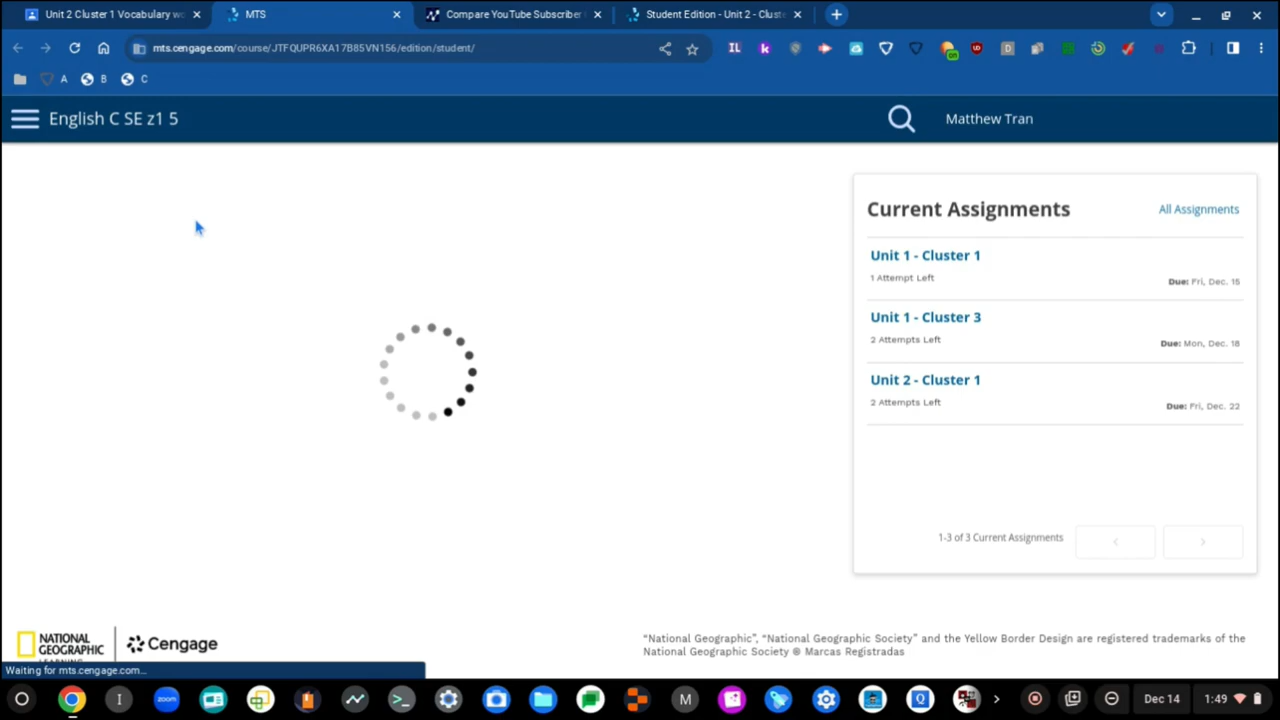 Unit 2 Cluster 1 Vocabulary wo
MTS
Compare YouTube Subscriber
Student Edition - Unit 2 - Clust
mts.cengage.com/course/JTFQUPR6XA17B85VN156/edition/student/
A
B
C
English C SE z1 5
Matthew Tran
Current Assignments
All Assignments
Unit 1 - Cluster 1
1 Attempt Left
Due: Fri, Dec. 15
Unit 1 - Cluster 3
2 Attempts Left
Due: Mon, Dec. 18
Unit 2 - Cluster 1
2 Attempts Left
Due: Fri, Dec. 22
1-3 of 3 Current Assignments
NATIONAL
GEOGRAPHIC
Cengage
"National Geographic", "National Geographic Society" and the Yellow Border Design are registered trademarks of the
National Geographic Society ® Marcas Registradas
Waiting for mts.cengage.com...
zoom
Dec 14
1:49